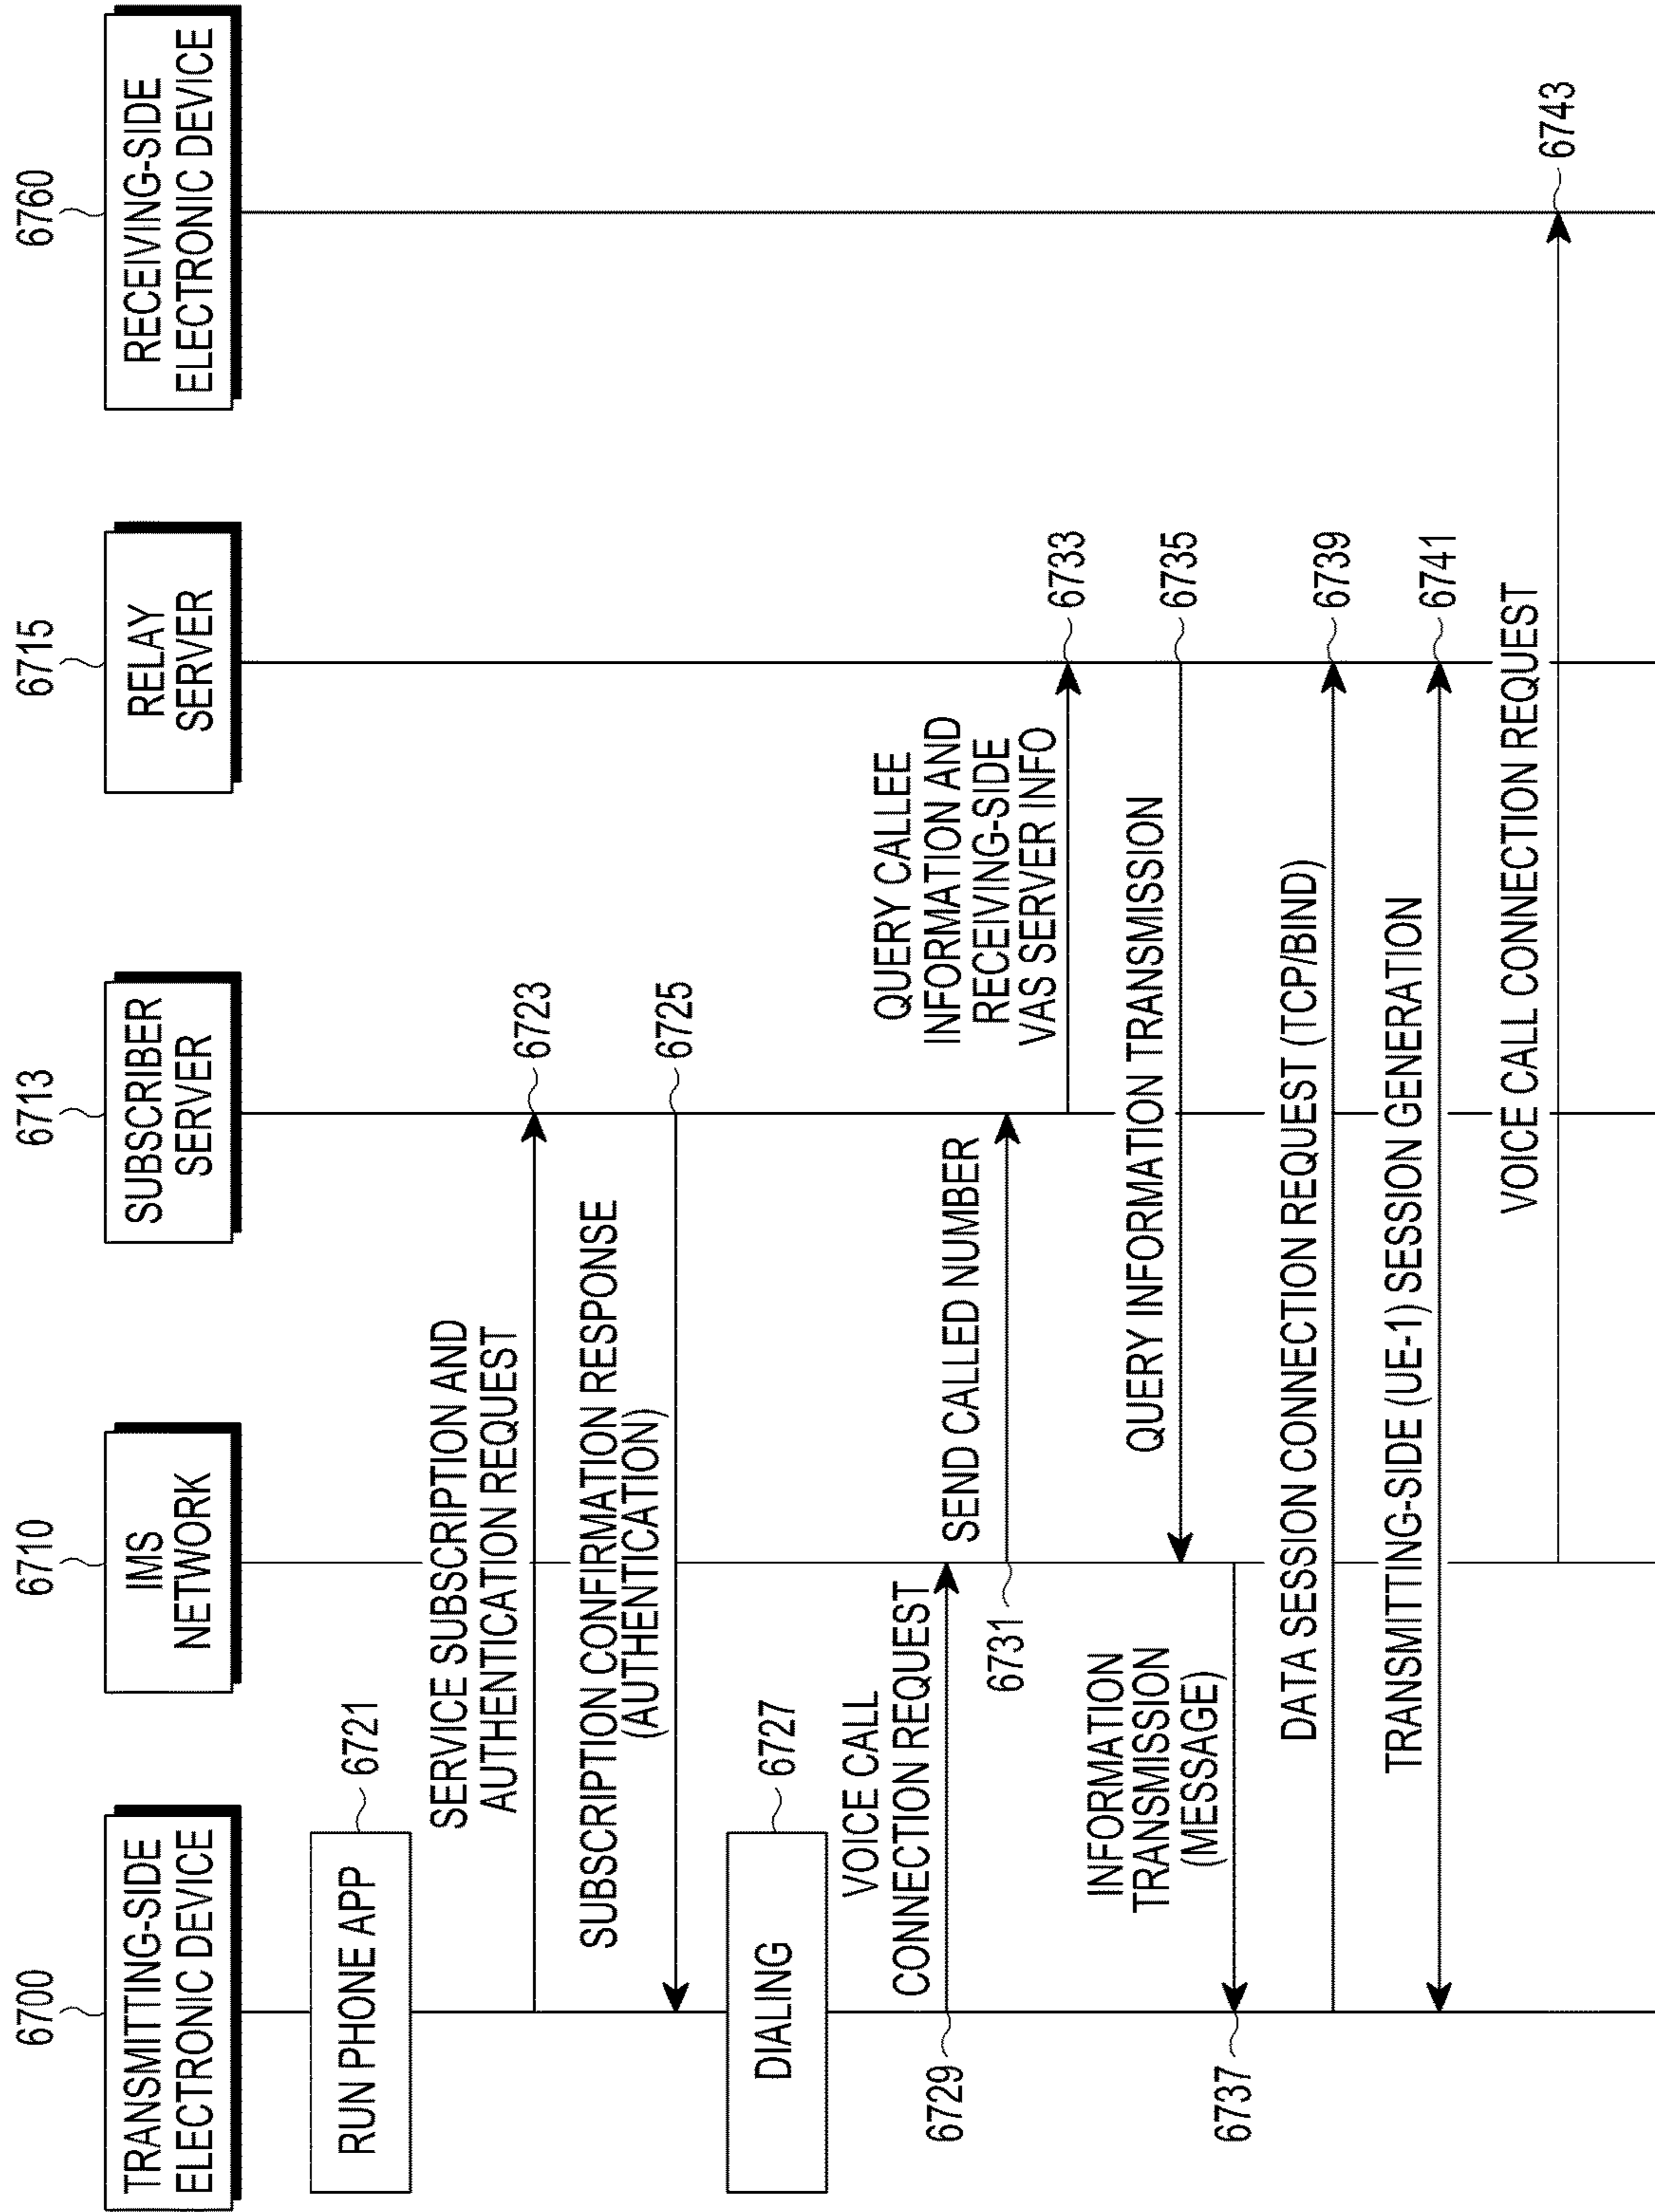 6700
TRANSMITTING-SIDE
ELECTRONIC DEVICE
6710
IMS
NETWORK
6713
SUBSCRIBER
SERVER
6715
RELAY
SERVER
6760
RECEIVING-SIDE
ELECTRONIC DEVICE
RUN PHONE APP
6721
SERVICE SUBSCRIPTION AND
AUTHENTICATION REQUEST
6723
SUBSCRIPTION CONFIRMATION RESPONSE
(AUTHENTICATION)
6725
DIALING
6727
VOICE CALL
CONNECTION REQUEST
6729
SEND CALLED NUMBER
6731
QUERY CALLEE
INFORMATION AND
RECEIVING-SIDE
VAS SERVER INFO
6733
QUERY INFORMATION TRANSMISSION
6735
INFORMATION
TRANSMISSION
(MESSAGE)
6737
DATA SESSION CONNECTION REQUEST (TCP/BIND)
6739
TRANSMITTING-SIDE (UE-1) SESSION GENERATION
6741
VOICE CALL CONNECTION REQUEST
6743